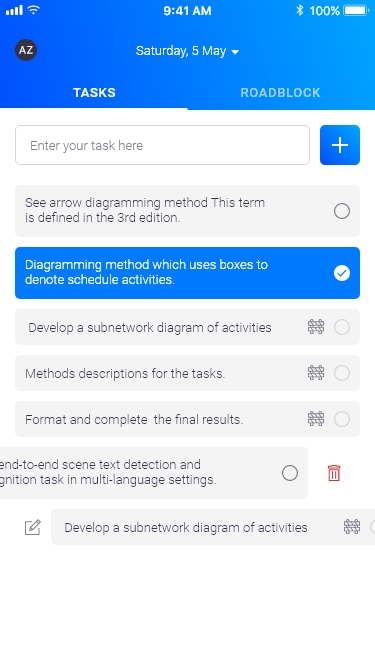 9:41 AM
100%
AZ
Saturday, 5 May
TASKS
ROADBLOCK
Enter your task here
See arrow diagramming method This term
is defined in the 3rd edition.
Diagramming method which uses boxes to
denote schedule activities.
Develop a subnetwork diagram of activities
Methods descriptions for the tasks.
Format and complete the final results.
end-to-end scene text detection and
gnition task in multi-language settings.
Develop a subnetwork diagram of activities